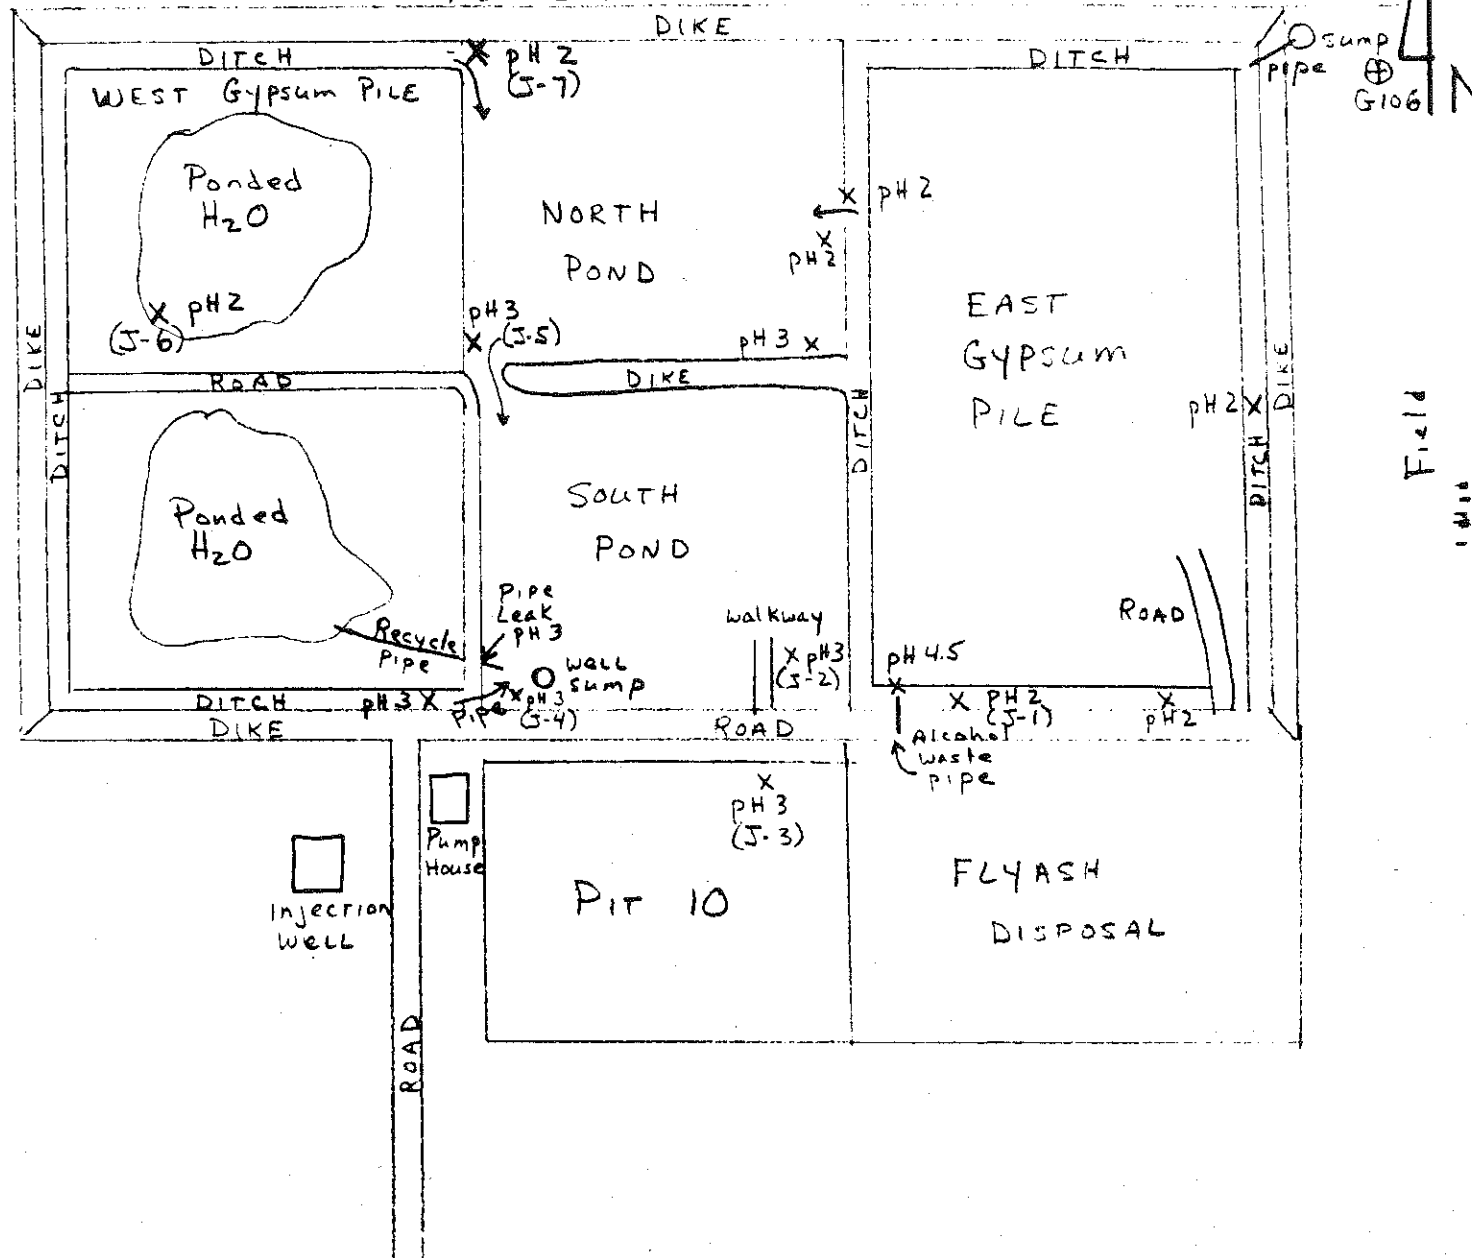 DIKE
DITCH
pH 2
(J-7)
DITCH
sump
pipe
G106
N
WEST Gypsum PILE
Ponded
H2O
NORTH
POND
pH 2
pH 2
pH 2
(J-6)
pH 3
(J-5)
pH 3
EAST
GYPSUM
PILE
DIKE
ROAD
DIKE
DITCH
DITCH
pH 2
DIKE
DITCH
Field
Ponded
H2O
SOUTH
POND
Pipe
Leak
pH 3
Recycle
Pipe
well
sump
walkway
pH 3
(J-2)
pH 4.5
ROAD
DITCH
pH 3
pipe
pH 3
(J-4)
pH 2
(J-1)
pH 2
DIKE
ROAD
Alcohol
waste
pipe
Pump
House
pH 3
(J-3)
Injection
well
PIT 10
FLYASH
DISPOSAL
ROAD